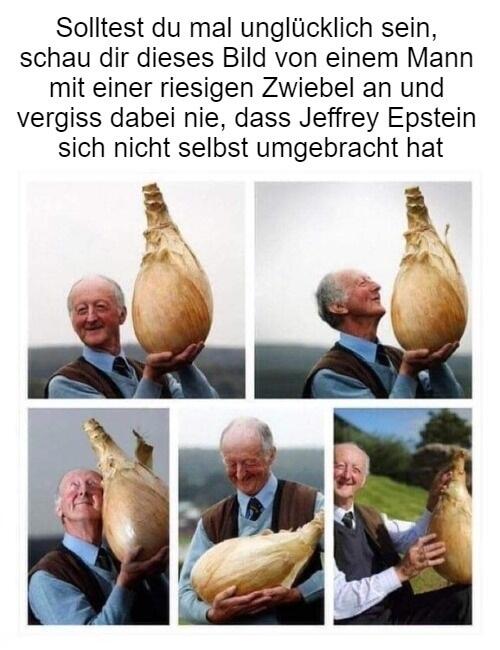 Solltest du mal unglücklich sein,
schau dir dieses Bild von einem Mann
mit einer riesigen Zwiebel an und
vergiss dabei nie, dass Jeffrey Epstein
sich nicht selbst umgebracht hat